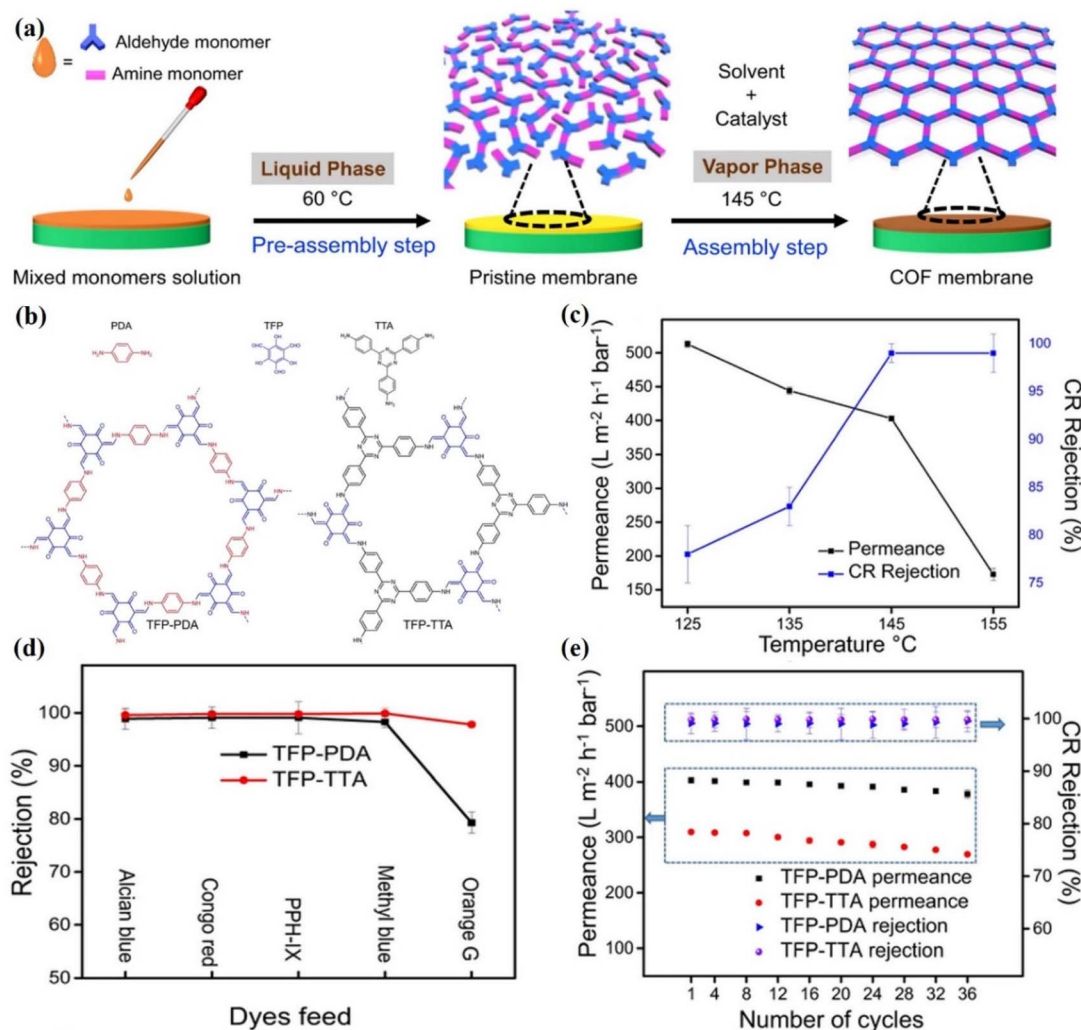 (a)
= Aldehyde monomer
Amine monomer
Solvent
+
Catalyst
Liquid Phase
60 °C
Pre-assembly step
Vapor Phase
145 °C
Assembly step
Mixed monomers solution
Pristine membrane
COF membrane
(b)
PDA
TFP
TTA
TFP-PDA
TFP-TTA
(c)
Permeance (L m⁻² h⁻¹ bar⁻¹)
500
450
400
350
300
250
200
150
Permeance
CR Rejection
100
95
90
85
80
75
CR Rejection (%)
125 135 145 155
Temperature °C
(d)
Rejection (%)
100
90
80
70
60
50
TFP-PDA
TFP-TTA
Alcian blue
Congo red
PPH-IX
Methyl blue
Orange G
Dyes feed
(e)
Permeance (L m⁻² h⁻¹ bar⁻¹)
500
400
300
200
100
100
90
80
70
60
CR Rejection (%)
TFP-PDA permeance
TFP-TTA permeance
TFP-PDA rejection
TFP-TTA rejection
1 4 8 12 16 20 24 28 32 36
Number of cycles